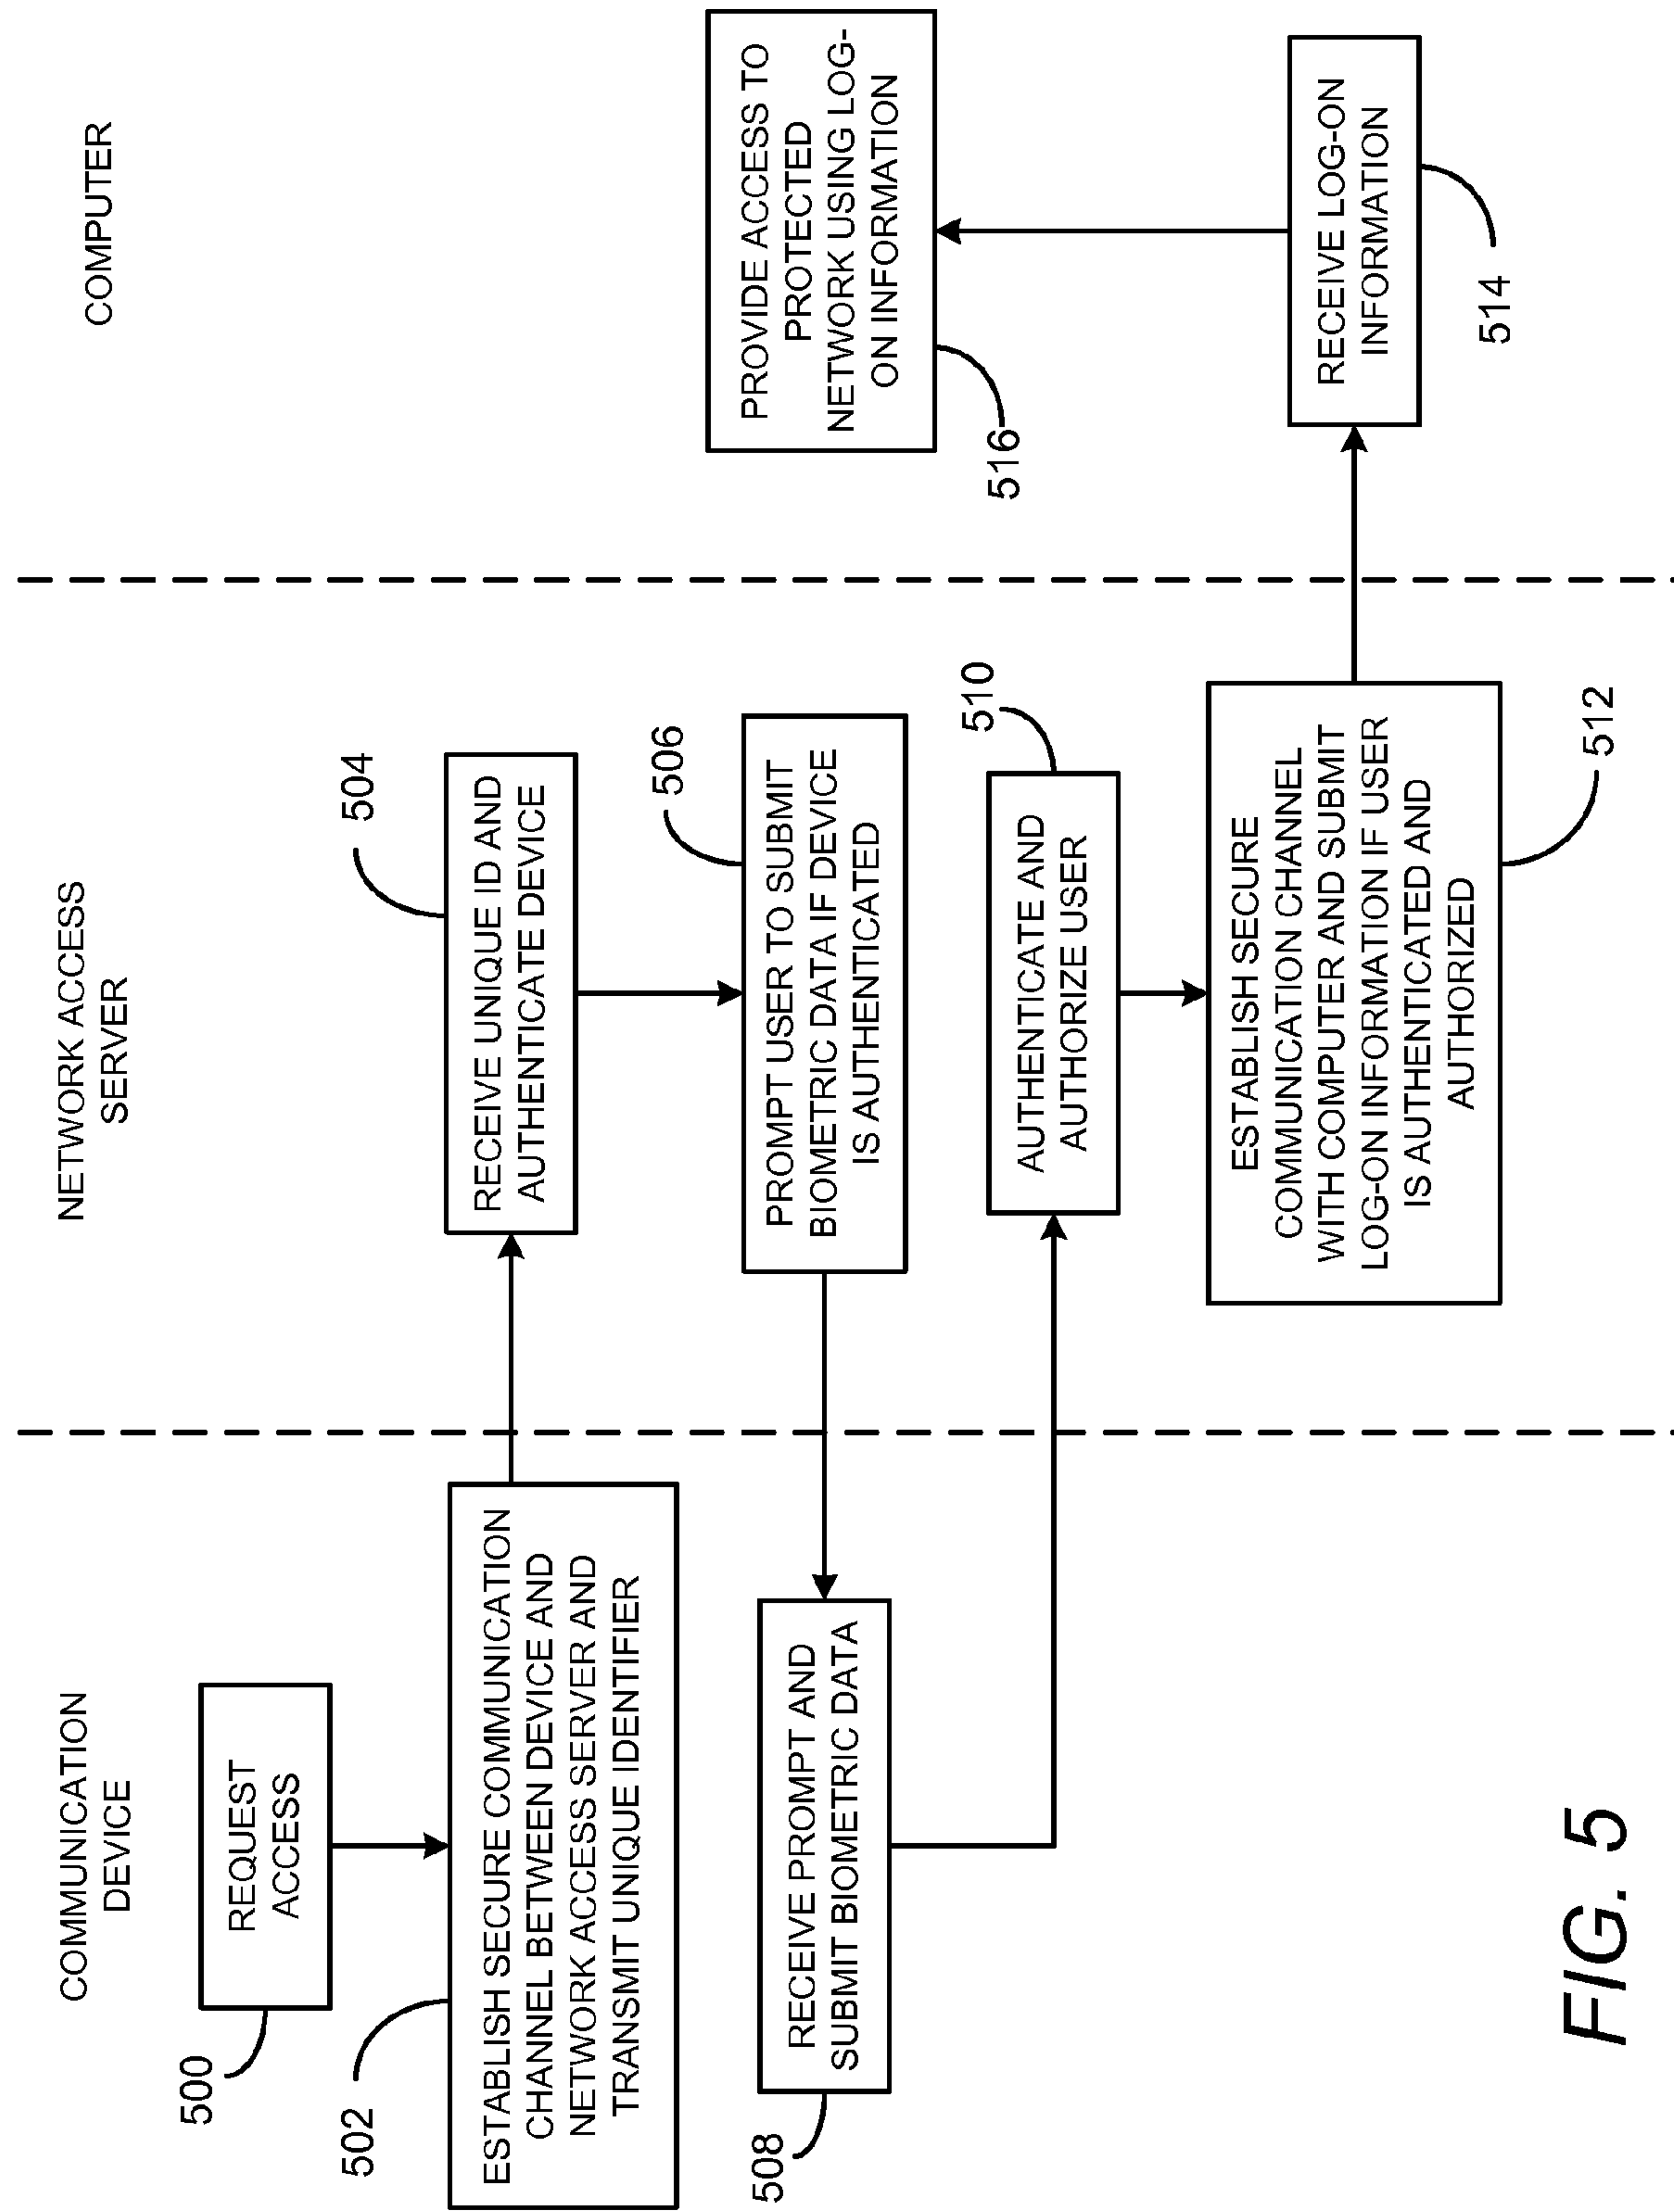 COMMUNICATION
DEVICE
NETWORK ACCESS
SERVER
COMPUTER
500
REQUEST
ACCESS
502
ESTABLISH SECURE COMMUNICATION
CHANNEL BETWEEN DEVICE AND
NETWORK ACCESS SERVER AND
TRANSMIT UNIQUE IDENTIFIER
504
RECEIVE UNIQUE ID AND
AUTHENTICATE DEVICE
506
PROMPT USER TO SUBMIT
BIOMETRIC DATA IF DEVICE
IS AUTHENTICATED
508
RECEIVE PROMPT AND
SUBMIT BIOMETRIC DATA
510
AUTHENTICATE AND
AUTHORIZE USER
ESTABLISH SECURE
COMMUNICATION CHANNEL
WITH COMPUTER AND SUBMIT
LOG-ON INFORMATION IF USER
IS AUTHENTICATED AND
AUTHORIZED
512
RECEIVE LOG-ON
INFORMATION
514
PROVIDE ACCESS TO
PROTECTED
NETWORK USING LOG-
ON INFORMATION
516
FIG. 5